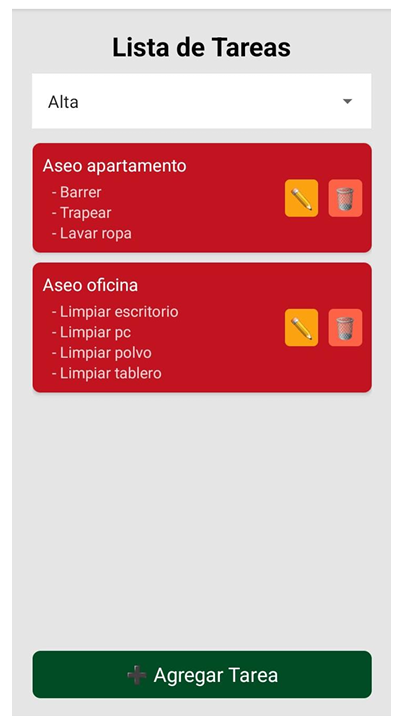 Lista de Tareas
Alta
Aseo apartamento
- Barrer
- Trapear
- Lavar ropa
Aseo oficina
- Limpiar escritorio
- Limpiar pc
- Limpiar polvo
- Limpiar tablero
➕ Agregar Tarea